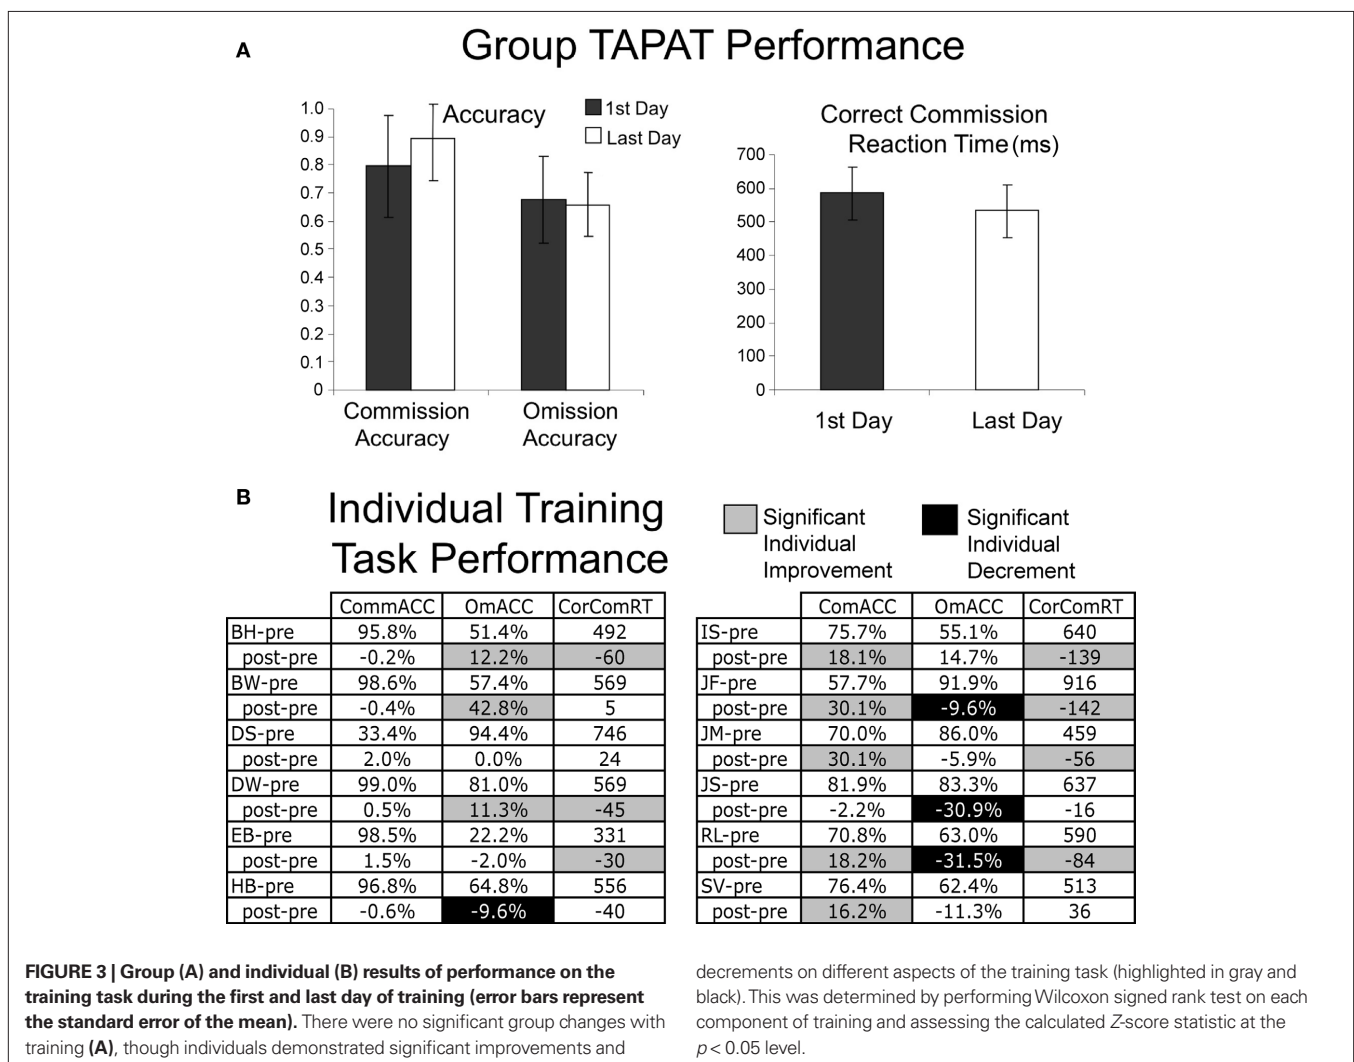 A
Group TAPAT Performance
Accuracy
1st Day
Last Day
1.0
0.9
0.8
0.7
0.6
0.5
0.4
0.3
0.2
0.1
0
Commission Accuracy
Omission Accuracy
Correct Commission
Reaction Time (ms)
700
600
500
400
300
200
100
0
1st Day
Last Day
B
Individual Training
Task Performance
Significant
Individual
Improvement
Significant
Individual
Decrement
CommACC OmACC CorComRT
BH-pre 95.8% 51.4% 492
post-pre -0.2% 12.2% -60
BW-pre 98.6% 57.4% 569
post-pre -0.4% 42.8% 5
DS-pre 33.4% 94.4% 746
post-pre 2.0% 0.0% 24
DW-pre 99.0% 81.0% 569
post-pre 0.5% 11.3% -45
EB-pre 98.5% 22.2% 331
post-pre 1.5% -2.0% -30
HB-pre 96.8% 64.8% 556
post-pre -0.6% -9.6% -40
ComACC OmACC CorComRT
IS-pre 75.7% 55.1% 640
post-pre 18.1% 14.7% -139
JF-pre 57.7% 91.9% 916
post-pre 30.1% -9.6% -142
JM-pre 70.0% 86.0% 459
post-pre 30.1% -5.9% -56
JS-pre 81.9% 83.3% 637
post-pre -2.2% -30.9% -16
RL-pre 70.8% 63.0% 590
post-pre 18.2% -31.5% -84
SV-pre 76.4% 62.4% 513
post-pre 16.2% -11.3% 36
FIGURE 3 | Group (A) and individual (B) results of performance on the
training task during the first and last day of training (error bars represent
the standard error of the mean). There were no significant group changes with
training (A), though individuals demonstrated significant improvements and
decrements on different aspects of the training task (highlighted in gray and
black). This was determined by performing Wilcoxon signed rank test on each
component of training and assessing the calculated Z-score statistic at the
p < 0.05 level.